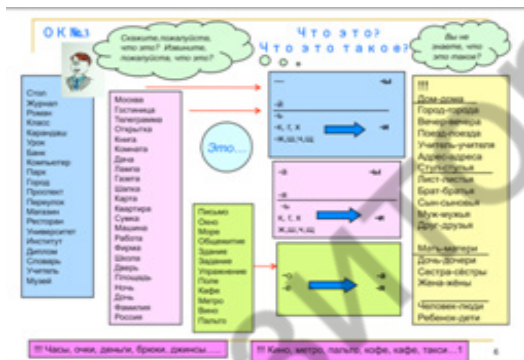 ОК №.3
Скажите,пожалуйста,
что это? Извините,
пожалуйста, что это?
Что это?
Что это такое?
Вы не
знаете, что
это такое?
Стол
Журнал
Роман
Класс
Карандаш
Урок
Банк
Компьютер
Парк
Город
Проспект
Переулок
Магазин
Ресторан
Университет
Институт
Диплом
Словарь
Учитель
Музей
Москва
Гостиница
Телеграмма
Открытка
Книга
Комната
Дача
Лампа
Газета
Шапка
Карта
Квартира
Сумка
Машина
Работа
Фирма
Школа
Дверь
Площадь
Ночь
Дочь
Фамилия
Россия
Это....
Письмо
Окно
Море
Общежитие
Здание
Задание
Упражнение
Поле
Кафе
Метро
Вино
Пальто
-ы
-й
-ь
-к, г, х
-и
-ж,ш,ч,щ
-ы
-ь
к, г, х
-и
ж,ш,ч,щ
!!!
Дом-дома
Город-города
Вечер-вечера
Поезд-поезда
Учитель-учителя
Адрес-адреса
Стул-стулья
Лист-листья
Брат-братья
Сын-сыновья
Муж-мужья
Друг-друзья
Мать-матери
Дочь-дочери
Сестра-сёстры
Жена-жёны
Человек-люди
Ребенок-дети
!!! Часы, очки, деньги, брюки, джинсы.....
!!! Кино, метро, пальто, кофе, кафе, такси....!
6